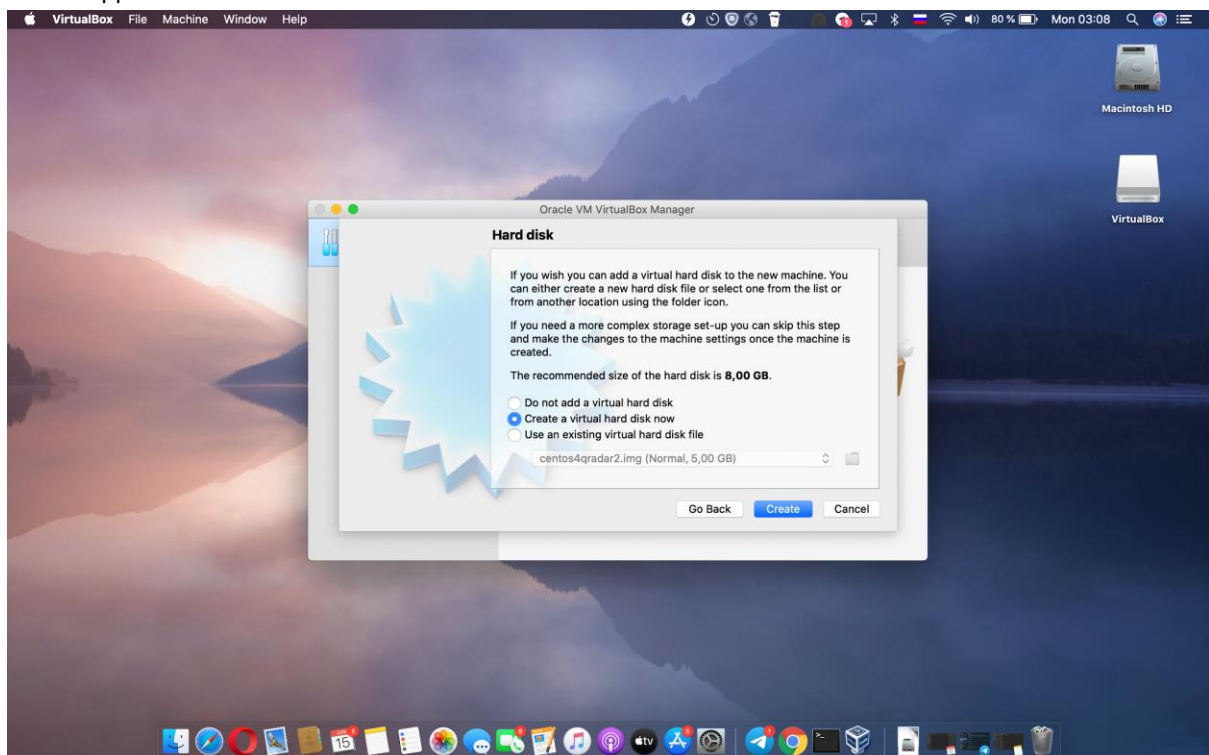 VirtualBox File Machine Window Help 80 % Mon 03:08
Macintosh HD
VirtualBox
Oracle VM VirtualBox Manager
Hard disk
If you wish you can add a virtual hard disk to the new machine. You
can either create a new hard disk file or select one from the list or
from another location using the folder icon.
If you need a more complex storage set-up you can skip this step
and make the changes to the machine settings once the machine is
created.
The recommended size of the hard disk is 8,00 GB.
Do not add a virtual hard disk
Create a virtual hard disk now
Use an existing virtual hard disk file
centos4qradar2.img (Normal, 5,00 GB)
Go Back Create Cancel
15
tv